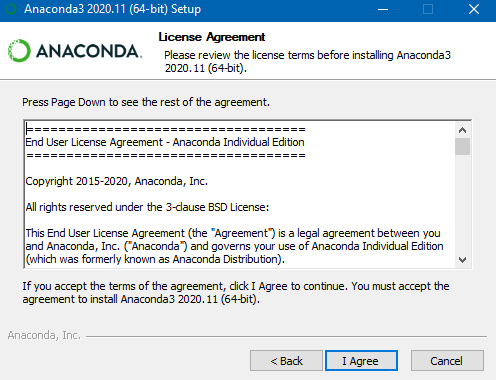 Anaconda3 2020.11 (64-bit) Setup
ANACONDA.
License Agreement
Please review the license terms before installing Anaconda3
2020.11 (64-bit).
Press Page Down to see the rest of the agreement.
===================================
End User License Agreement - Anaconda Individual Edition
===================================
Copyright 2015-2020, Anaconda, Inc.
All rights reserved under the 3-clause BSD License:
This End User License Agreement (the "Agreement") is a legal agreement between you
and Anaconda, Inc. ("Anaconda") and governs your use of Anaconda Individual Edition
(which was formerly known as Anaconda Distribution).
If you accept the terms of the agreement, click I Agree to continue. You must accept the
agreement to install Anaconda3 2020.11 (64-bit).
Anaconda, Inc.
< Back
I Agree
Cancel